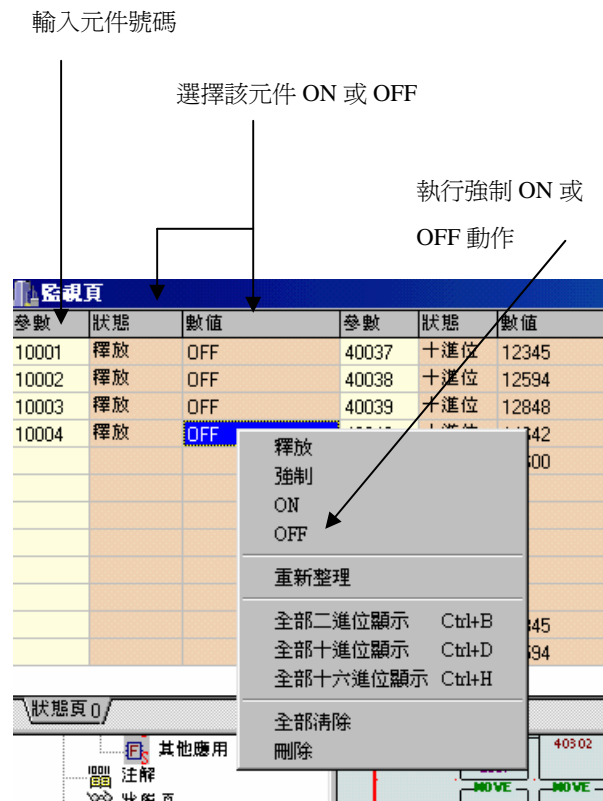 輸入元件號碼
選擇該元件 ON 或 OFF
執行強制 ON 或
OFF 動作
監視頁
參數 狀態 數值 參數 狀態 數值
10001 釋放 OFF 40037 十進位 12345
10002 釋放 OFF 40038 十進位 12594
10003 釋放 OFF 40039 十進位 12848
10004 釋放 OFF
釋放
強制
ON
OFF
重新整理
全部二進位顯示 Ctrl+B
全部十進位顯示 Ctrl+D
全部十六進位顯示 Ctrl+H
全部清除
刪除
狀態頁0
其他應用
注解
40302
MOVE MOVE